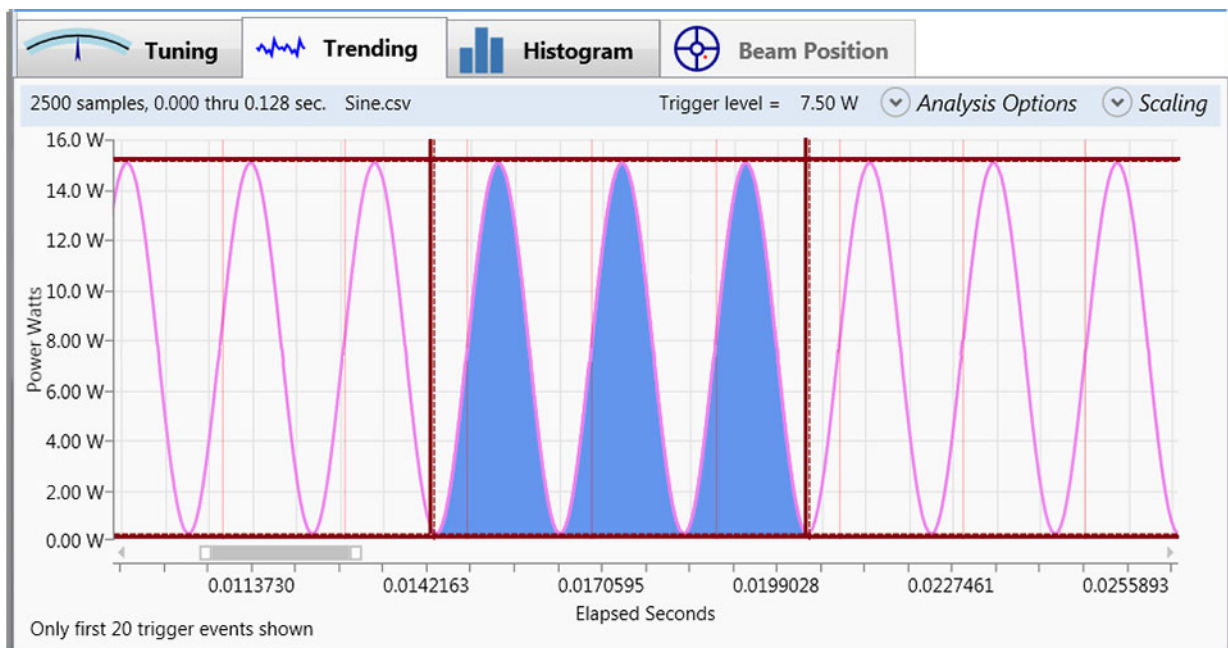 Tuning Trending Histogram Beam Position
2500 samples, 0.000 thru 0.128 sec. Sine.csv Trigger level = 7.50 W Analysis Options Scaling
16.0 W
14.0 W
12.0 W
10.0 W
8.00 W
6.00 W
4.00 W
2.00 W
0.00 W
Power Watts
0.0113730 0.0142163 0.0170595 0.0199028 0.0227461 0.0255893
Elapsed Seconds
Only first 20 trigger events shown